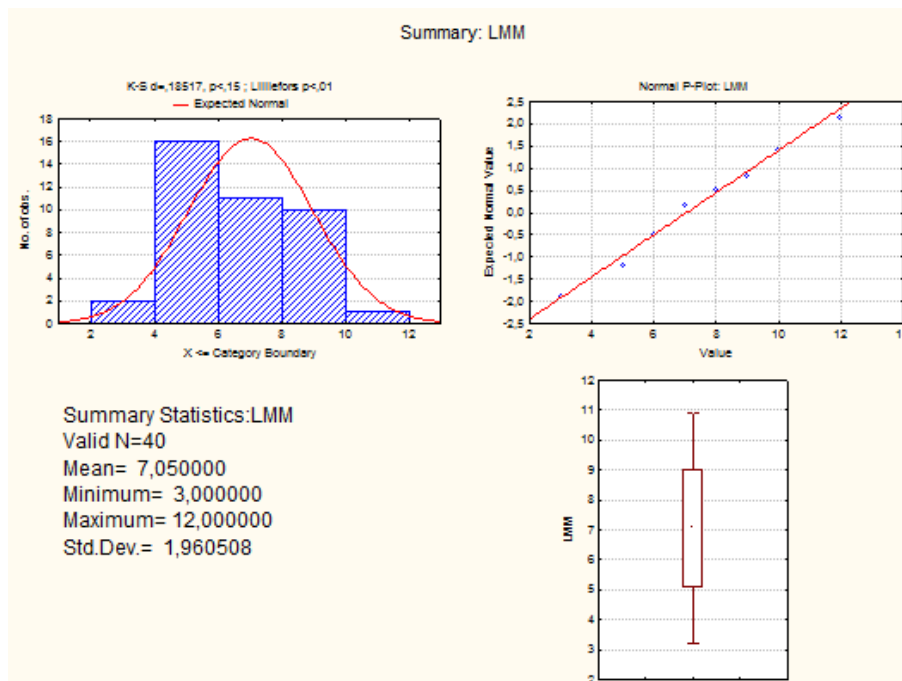 Summary: LMM
K-S d=,18517, p<,15 ; Lilliefors p<,01
Expected Normal
18
16
14
12
10
8
6
4
2
0
No. of obs.
2 4 6 8 10 12
X <= Category Boundary
Normal P-Plot: LMM
2,5
2,0
1,5
1,0
0,5
0,0
-0,5
-1,0
-1,5
-2,0
-2,5
Expected Normal Value
2 4 6 8 10 12 14
Value
Summary Statistics:LMM
Valid N=40
Mean= 7,050000
Minimum= 3,000000
Maximum= 12,000000
Std.Dev.= 1,960508
12
11
10
9
8
7
6
5
4
3
2
LMM